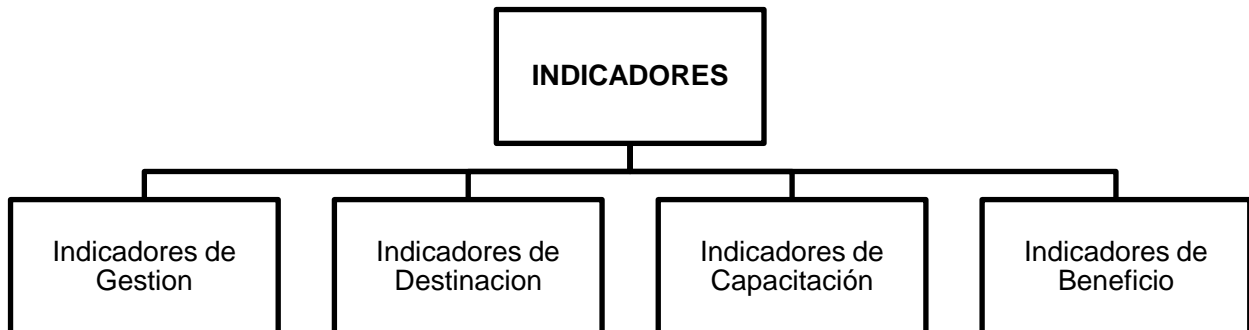 INDICADORES
Indicadores de
Gestion
Indicadores de
Destinacion
Indicadores de
Capacitación
Indicadores de
Beneficio